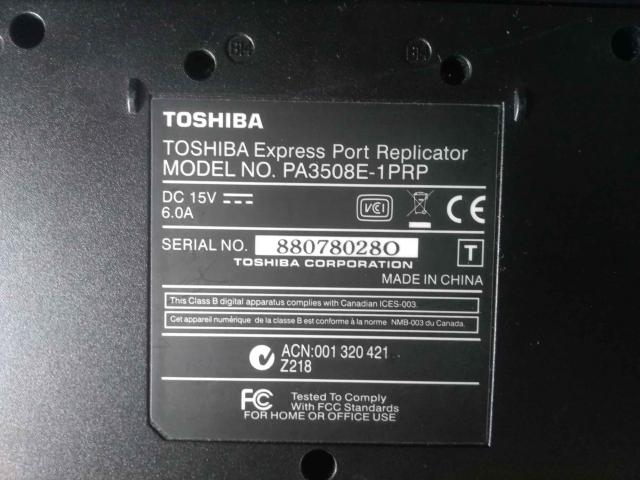 TOSHIBA
TOSHIBA Express Port Replicator
MODEL NO. PA3508E-1PRP
DC 15V
6.0A
VCI
CE
SERIAL NO. 88078028O
T
TOSHIBA CORPORATION
MADE IN CHINA
This Class B digital apparatus complies with Canadian ICES-003.
Cet appareil numérique de la classe B est conforme à la norme NMB-003 du Canada.
ACN:001 320 421
Z218
FC Tested To Comply
With FCC Standards
FOR HOME OR OFFICE USE